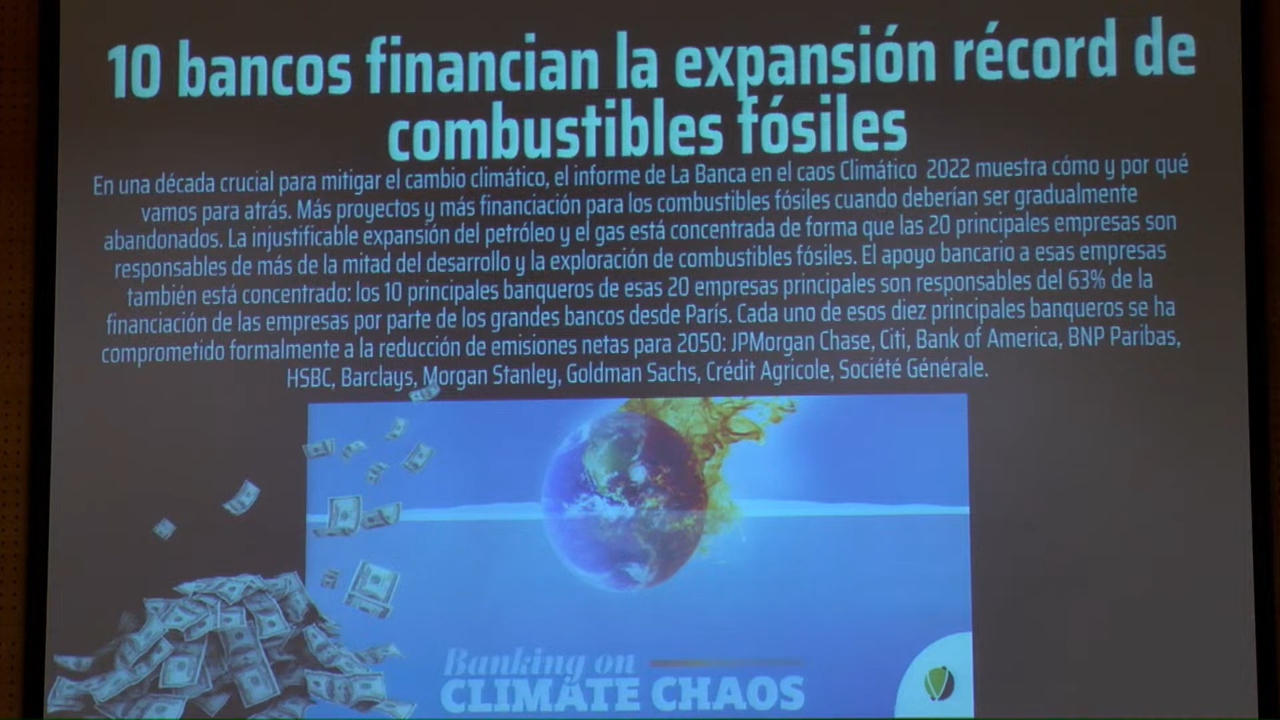 10 bancos financian la expansión récord de
combustibles fósiles
En una década crucial para mitigar el cambio climático, el informe de La Banca en el caos Climático 2022 muestra cómo y por qué
vamos para atrás. Más proyectos y más financiación para los combustibles fósiles cuando deberían ser gradualmente
abandonados. La injustificable expansión del petróleo y el gas está concentrada de forma que las 20 principales empresas son
responsables de más de la mitad del desarrollo y la exploración de combustibles fósiles. El apoyo bancario a esas empresas
también está concentrado: los 10 principales banqueros de esas 20 empresas principales son responsables del 63% de la
financiación de las empresas por parte de los grandes bancos desde París. Cada uno de esos diez principales banqueros se ha
comprometido formalmente a la reducción de emisiones netas para 2050: JPMorgan Chase, Citi, Bank of America, BNP Paribas,
HSBC, Barclays, Morgan Stanley, Goldman Sachs, Crédit Agricole, Société Générale.
Banking on
CLIMATE CHAOS